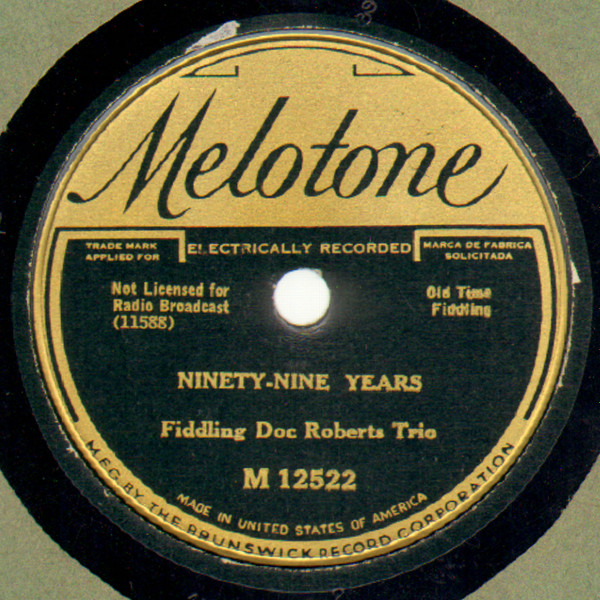 Melotone
TRADE MARK
APPLIED FOR
ELECTRICALLY RECORDED
MARCA DE FABRICA
SOLICITADA
Not Licensed for
Radio Broadcast
(11588)
Old Time
Fiddling
NINETY-NINE YEARS
Fiddling Doc Roberts Trio
M 12522
MADE IN UNITED STATES OF AMERICA
MFG BY THE BRUNSWICK RECORD CORPORATION